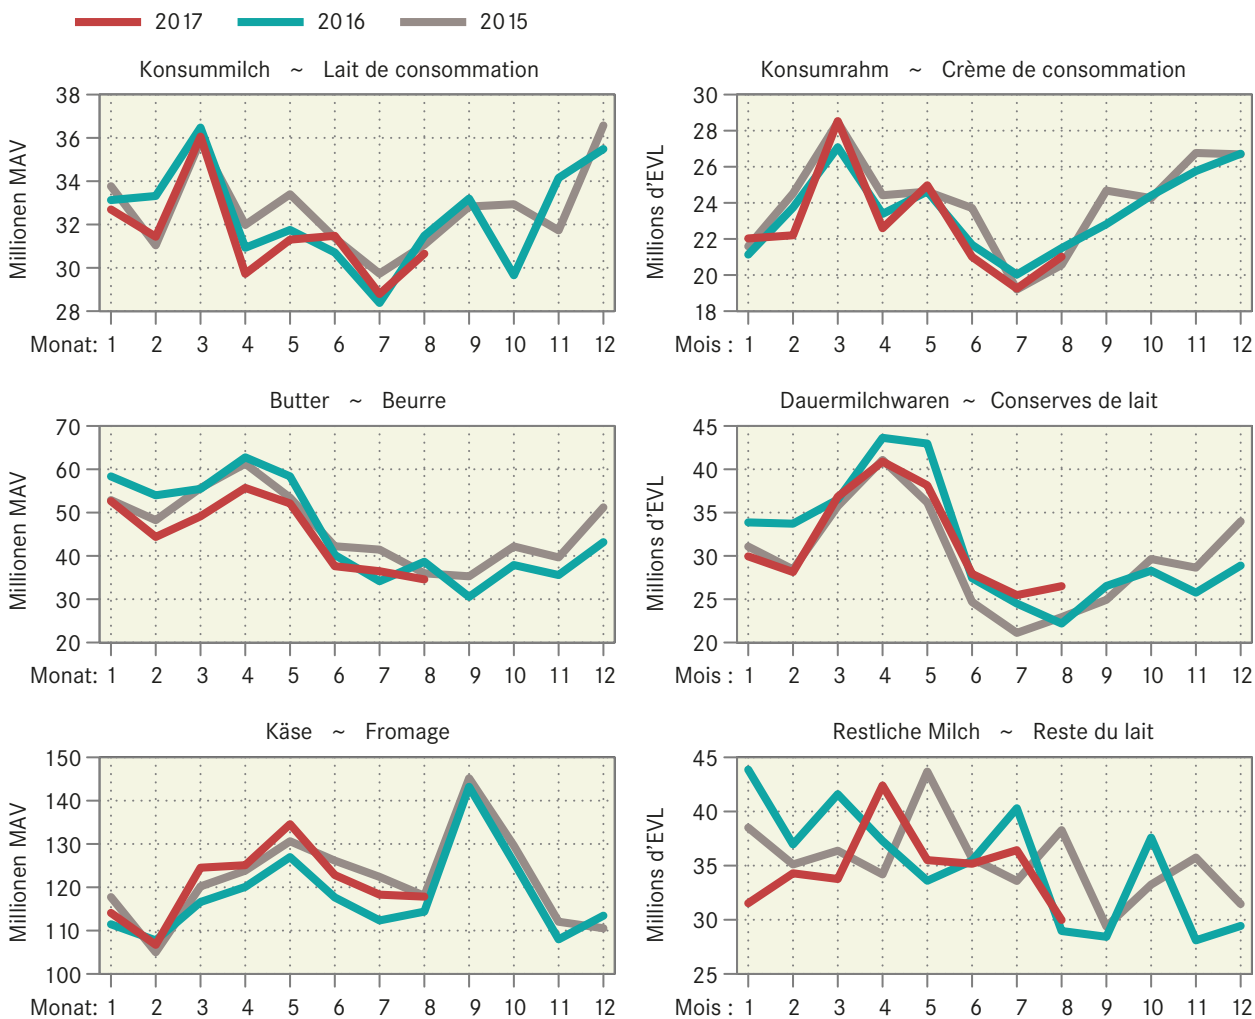 2017 2016 2015
Konsummilch ~ Lait de consommation
Millionen MAV
38
36
34
32
30
28
Monat: 1 2 3 4 5 6 7 8 9 10 11 12
Konsumrahm ~ Crème de consommation
Millions d'EVL
30
28
26
24
22
20
18
Mois : 1 2 3 4 5 6 7 8 9 10 11 12
Butter ~ Beurre
Millionen MAV
70
60
50
40
30
20
Monat: 1 2 3 4 5 6 7 8 9 10 11 12
Dauermilchwaren ~ Conserves de lait
Millions d'EVL
45
40
35
30
25
20
Mois : 1 2 3 4 5 6 7 8 9 10 11 12
Käse ~ Fromage
Millionen MAV
150
140
130
120
110
100
Monat: 1 2 3 4 5 6 7 8 9 10 11 12
Restliche Milch ~ Reste du lait
Millions d'EVL
45
40
35
30
25
Mois : 1 2 3 4 5 6 7 8 9 10 11 12